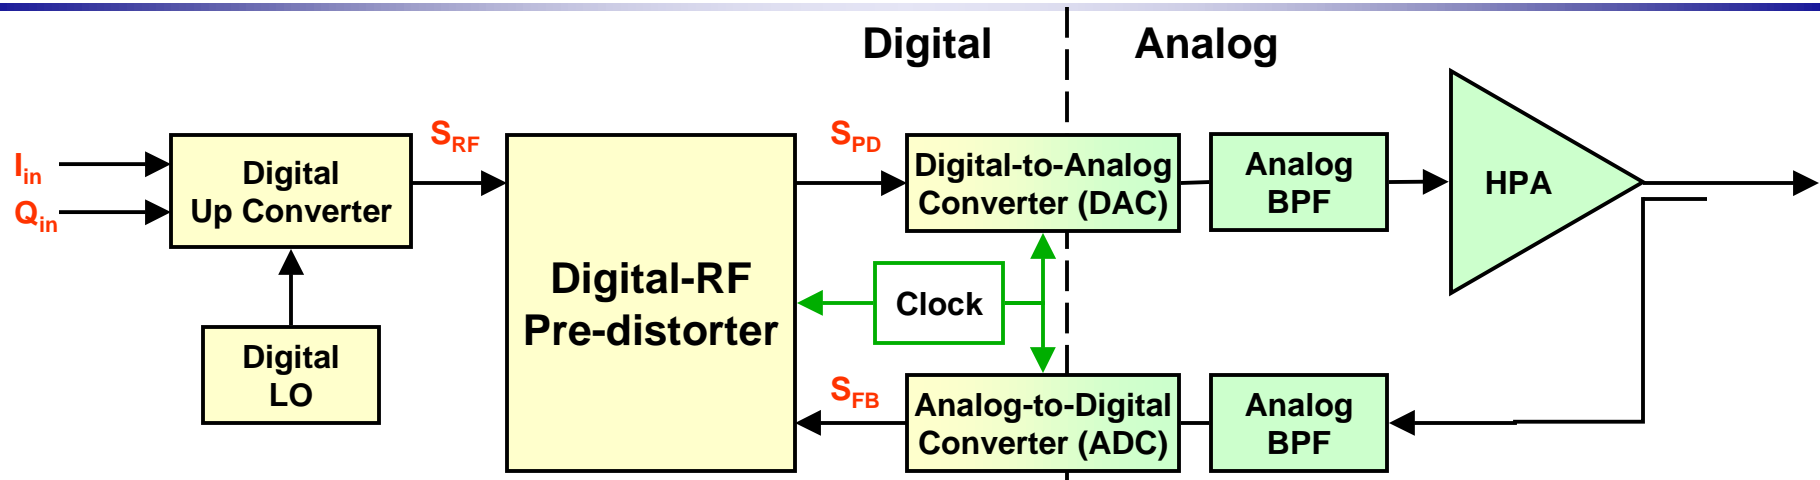 Digital
Analog
I_in
Q_in
Digital
Up Converter
Digital
LO
S_RF
Digital-RF
Pre-distorter
S_PD
Digital-to-Analog
Converter (DAC)
Analog
BPF
HPA
Clock
S_FB
Analog-to-Digital
Converter (ADC)
Analog
BPF